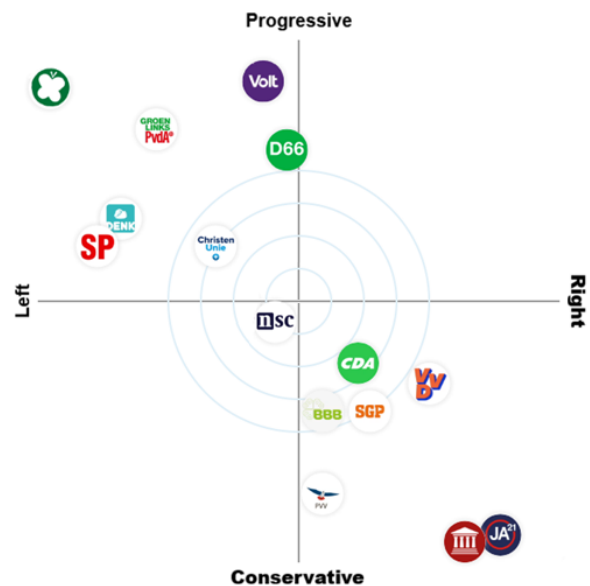 Progressive
Volt
GROEN
LINKS
PvdA
D66
DENK
SP
Christen
Unie
Left
Right
nsc
CDA
VVD
BBB
SGP
PVV
JA21
Conservative